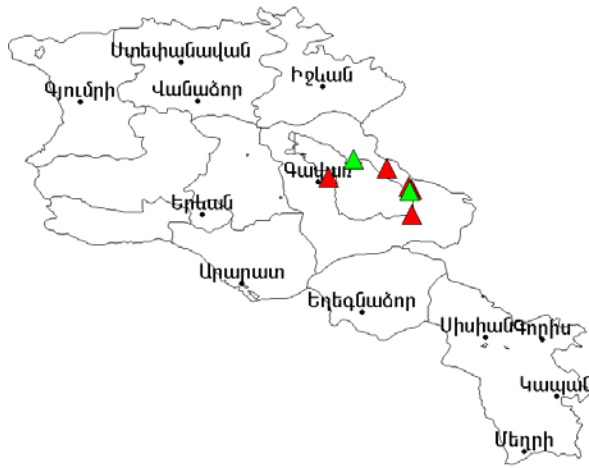 Ստեփանավան
Իջևան
Գյումրի
Վանաձոր
Գավառ
Երևան
Արարատ
Եղեգնաձոր
Սիսիան
Գորիս
Կապան
Մեղրի